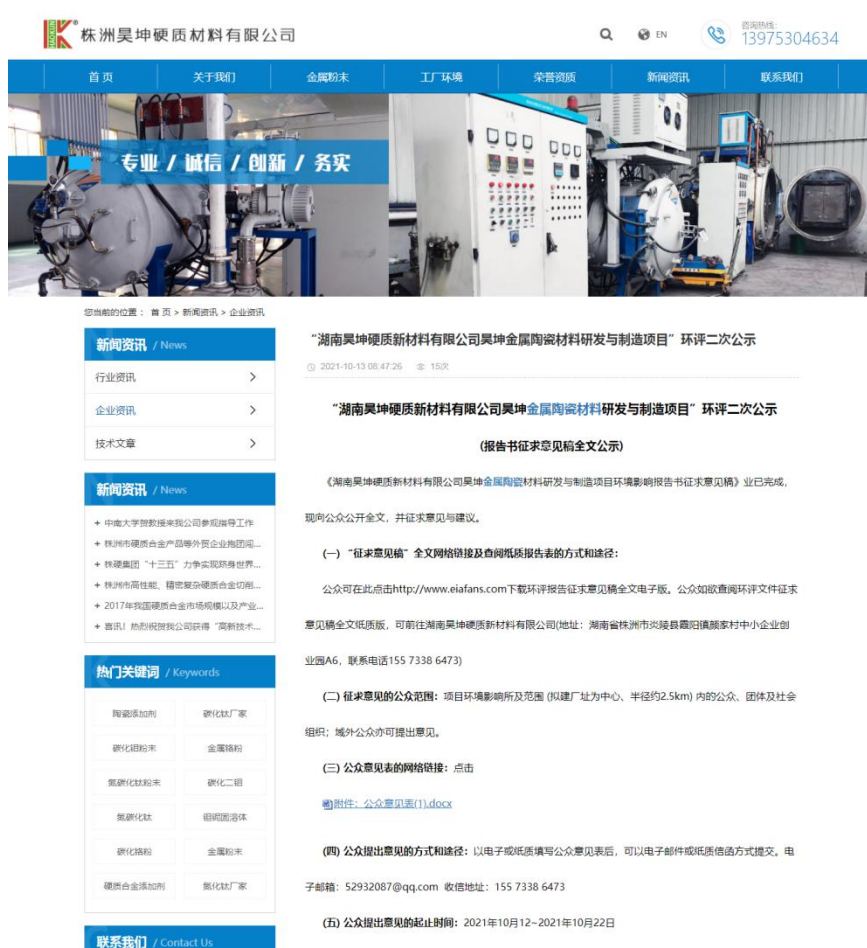 HAOKUN
株洲昊坤硬质材料有限公司
EN
咨询热线:
13975304634
首 页
关于我们
金属粉末
工厂环境
荣誉资质
新闻资讯
联系我们
专业 / 诚信 / 创新 / 务实
您当前的位置： 首 页 > 新闻资讯 > 企业资讯
新闻资讯 / News
行业资讯
企业资讯
技术文章
新闻资讯 / News
+ 中南大学贺教授来我公司参观指导工作
+ 株洲市硬质合金产品等外贸企业抱团闯...
+ 株硬集团“十三五”力争实现跻身世界...
+ 株洲市高性能、精密复杂硬质合金切削...
+ 2017年我国硬质合金市场规模以及产业...
+ 喜讯！热烈祝贺我公司获得“高新技术...
热门关键词 / Keywords
陶瓷添加剂 碳化钛厂家
碳化钼粉末 金属铬粉
氮碳化钛粉末 碳化二钼
氮碳化钛 钼铌固溶体
碳化铬粉 金属粉末
硬质合金添加剂 氮化钛厂家
联系我们 / Contact Us
“湖南昊坤硬质新材料有限公司昊坤金属陶瓷材料研发与制造项目”环评二次公示
2021-10-13 08:47:26 15次
“湖南昊坤硬质新材料有限公司昊坤金属陶瓷材料研发与制造项目”环评二次公示
(报告书征求意见稿全文公示)
《湖南昊坤硬质新材料有限公司昊坤金属陶瓷材料研发与制造项目环境影响报告书征求意见稿》业已完成，
现向公众公开全文，并征求意见与建议。
(一) “征求意见稿”全文网络链接及查阅纸质报告表的方式和途径：
公众可在此点击http://www.eiafans.com下载环评报告征求意见稿全文电子版。公众如欲查阅环评文件征求
意见稿全文纸质版，可前往湖南昊坤硬质新材料有限公司(地址：湖南省株洲市炎陵县霞阳镇颜家村中小企业创
业园A6，联系电话155 7338 6473)
(二) 征求意见的公众范围：项目环境影响所及范围 (拟建厂址为中心、半径约2.5km) 内的公众、团体及社会
组织；域外公众亦可提出意见。
(三) 公众意见表的网络链接：点击
附件：公众意见表(1).docx
(四) 公众提出意见的方式和途径：以电子或纸质填写公众意见表后，可以电子邮件或纸质信函方式提交。电
子邮箱：52932087@qq.com 收信地址：155 7338 6473
(五) 公众提出意见的起止时间：2021年10月12~2021年10月22日